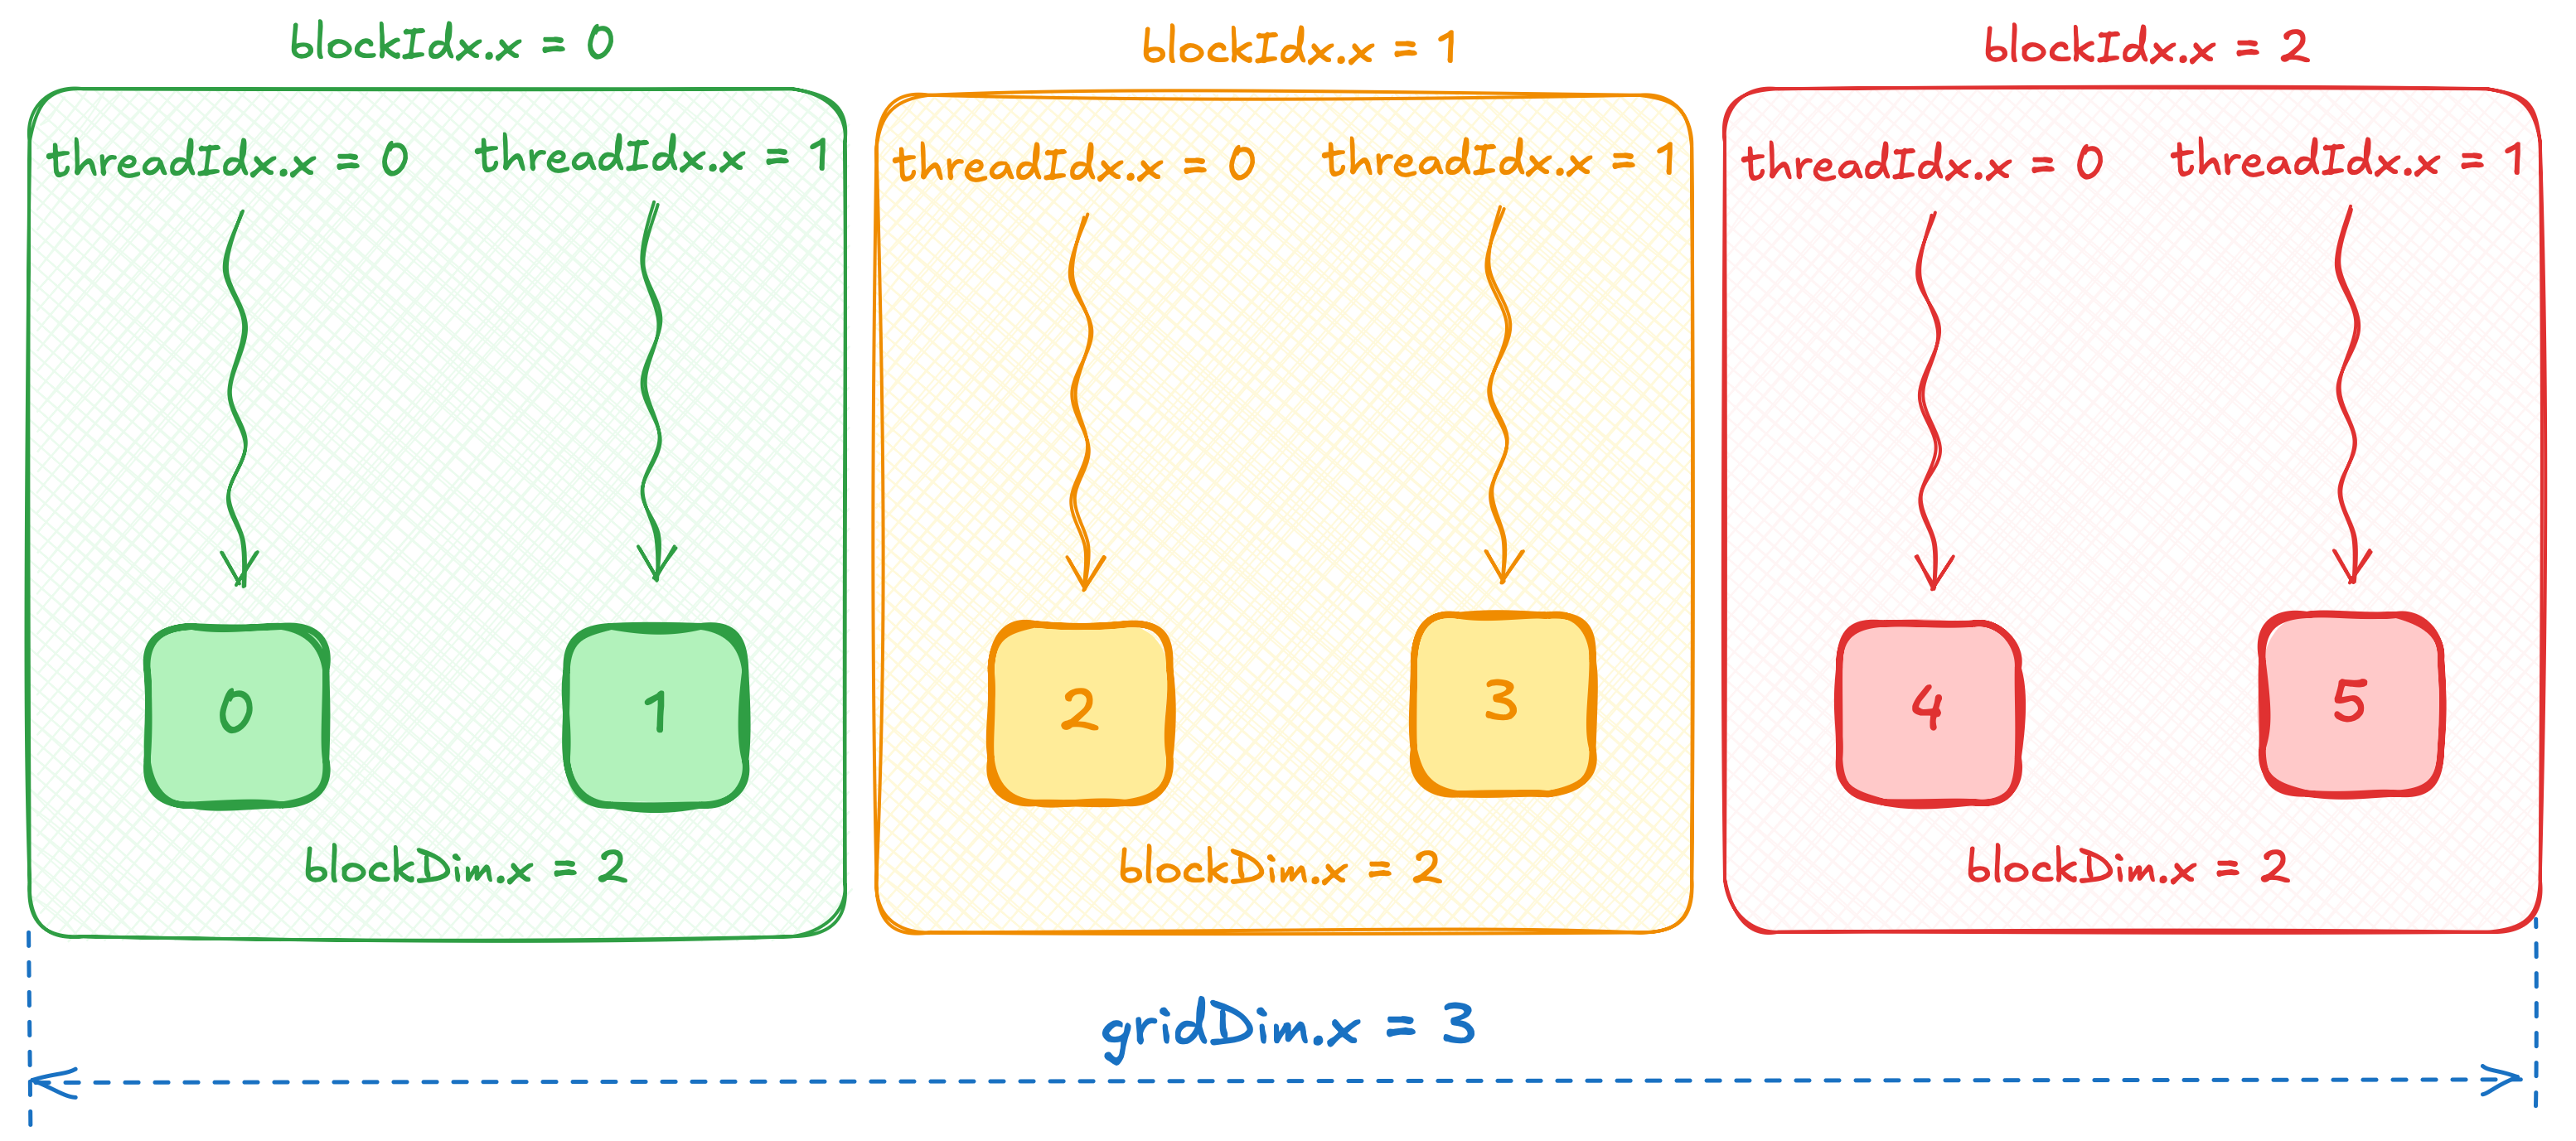 blockIdx.x = 0
blockIdx.x = 1
blockIdx.x = 2
threadIdx.x = 0
threadIdx.x = 1
threadIdx.x = 0
threadIdx.x = 1
threadIdx.x = 0
threadIdx.x = 1
0
1
2
3
4
5
blockDim.x = 2
blockDim.x = 2
blockDim.x = 2
gridDim.x = 3